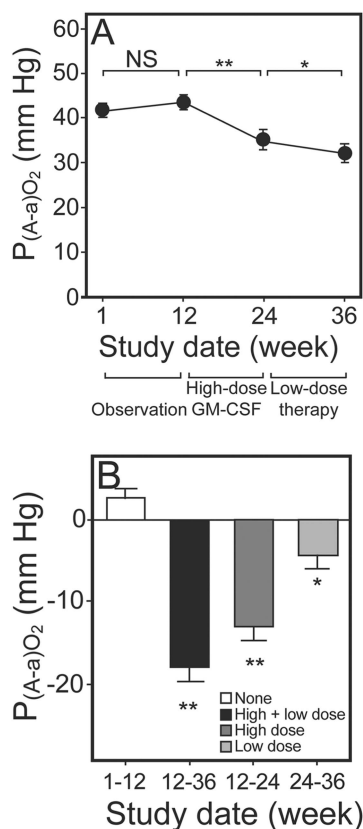 A
60
50
40
30
20
10
0
P(A-a)O2 (mm Hg)
NS
**
*
1 12 24 36
Study date (week)
Observation
High-dose
GM-CSF
Low-dose
therapy
B
0
-10
-20
P(A-a)O2 (mm Hg)
**
**
*
None
High + low dose
High dose
Low dose
1-12 12-36 12-24 24-36
Study date (week)